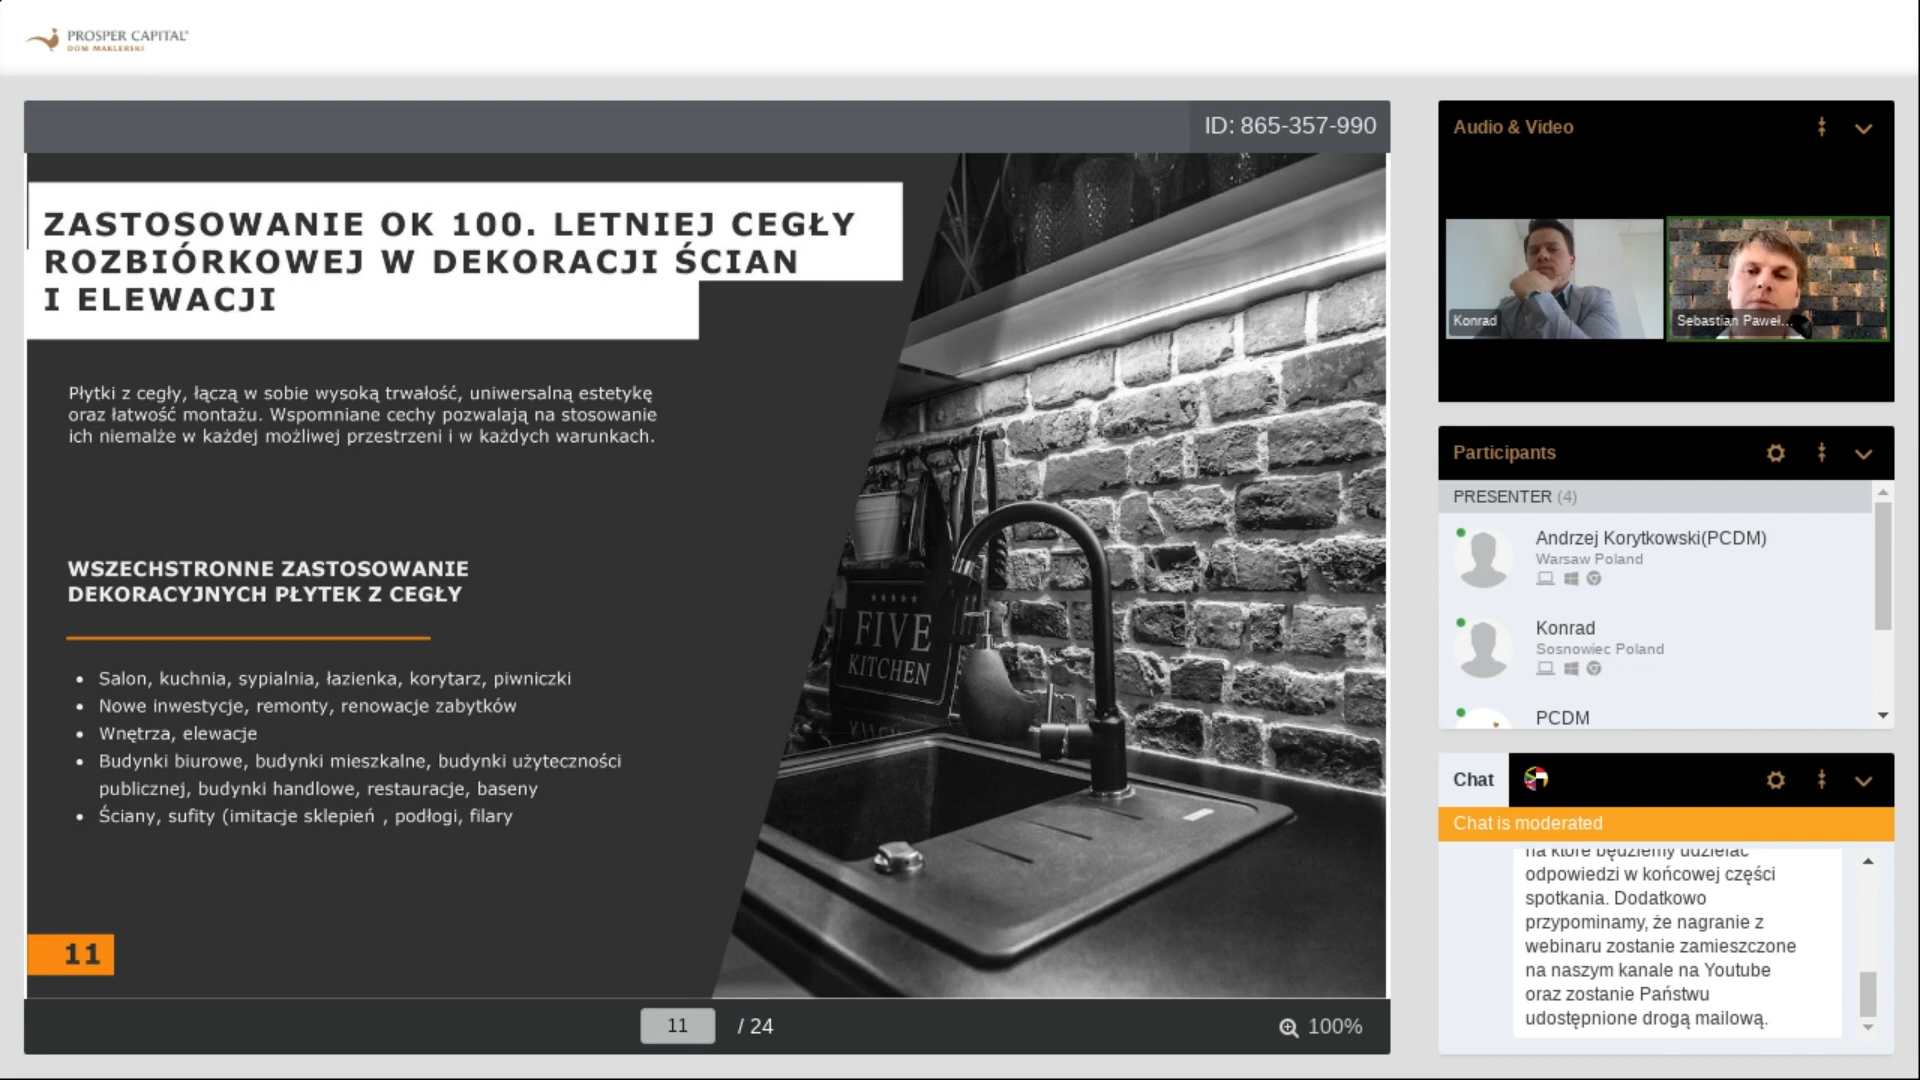 PROSPER CAPITAL
DOM MAKLERSKI
ID: 865-357-990
ZASTOSOWANIE OK 100. LETNIEJ CEGŁY
ROZBIÓRKOWEJ W DEKORACJI ŚCIAN
I ELEWACJI
Płytki z cegły, łączą w sobie wysoką trwałość, uniwersalną estetykę
oraz łatwość montażu. Wspomniane cechy pozwalają na stosowanie
ich niemalże w każdej możliwej przestrzeni i w każdych warunkach.
WSZECHSTRONNE ZASTOSOWANIE
DEKORACYJNYCH PŁYTEK Z CEGŁY
• Salon, kuchnia, sypialnia, łazienka, korytarz, piwniczki
• Nowe inwestycje, remonty, renowacje zabytków
• Wnętrza, elewacje
• Budynki biurowe, budynki mieszkalne, budynki użyteczności
publicznej, budynki handlowe, restauracje, baseny
• Ściany, sufity (imitacje sklepień , podłogi, filary
FIVE
KITCHEN
11
11 / 24
100%
Audio & Video
Konrad
Sebastian Paweł...
Participants
PRESENTER (4)
Andrzej Korytkowski(PCDM)
Warsaw Poland
Konrad
Sosnowiec Poland
PCDM
Chat
Chat is moderated
na które będziemy udzielać
odpowiedzi w końcowej części
spotkania. Dodatkowo
przypominamy, że nagranie z
webinaru zostanie zamieszczone
na naszym kanale na Youtube
oraz zostanie Państwu
udostępnione drogą mailową.